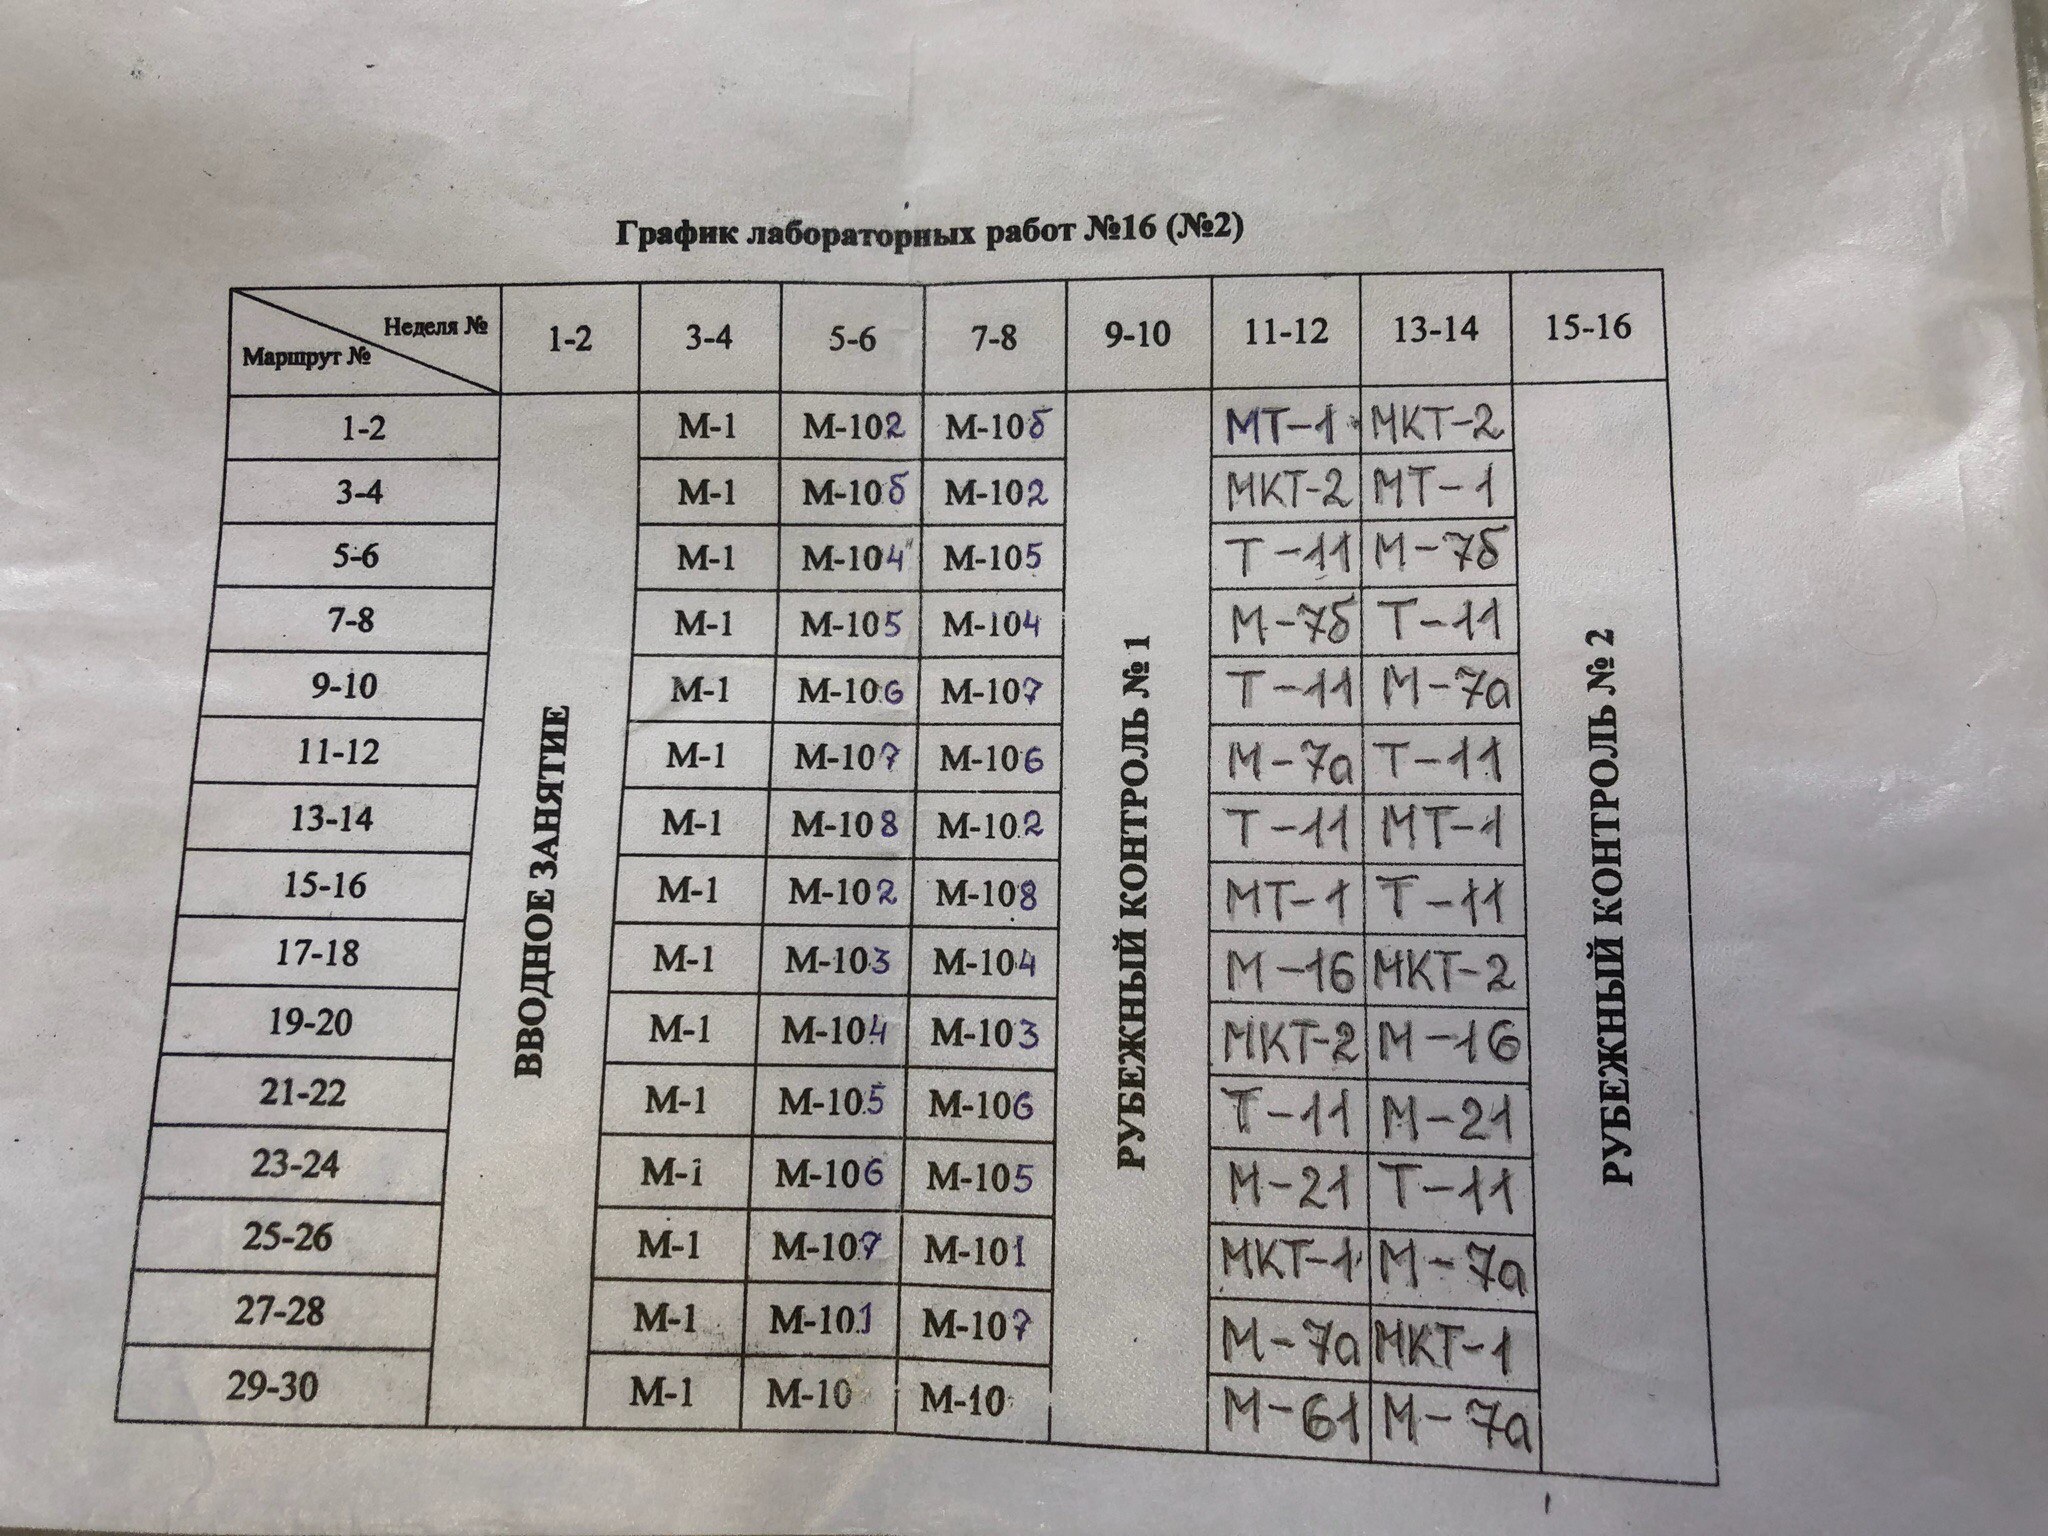 График лабораторных работ №16 (№2)
Неделя № 1-2 3-4 5-6 7-8 9-10 11-12 13-14 15-16
Маршрут №
1-2 М-1 М-102 М-10б МТ-1 МКТ-2
3-4 М-1 М-10б М-102 МКТ-2 МТ-1
5-6 М-1 М-104 М-105 Т-11 М-7б
7-8 М-1 М-105 М-104 М-7б Т-11
9-10 М-1 М-106 М-107 Т-11 М-7а
11-12 М-1 М-107 М-106 М-7а Т-11
13-14 М-1 М-108 М-102 Т-11 МТ-1
15-16 М-1 М-102 М-108 МТ-1 Т-11
17-18 М-1 М-103 М-104 М-16 МКТ-2
19-20 М-1 М-104 М-103 МКТ-2 М-16
21-22 М-1 М-105 М-106 Т-11 М-21
23-24 М-1 М-106 М-105 М-21 Т-11
25-26 М-1 М-107 М-101 МКТ-1 М-7а
27-28 М-1 М-101 М-107 М-7а МКТ-1
29-30 М-1 М-10 М-10 М-61 М-7а
ВВОДНОЕ ЗАНЯТИЕ
РУБЕЖНЫЙ КОНТРОЛЬ № 1
РУБЕЖНЫЙ КОНТРОЛЬ № 2